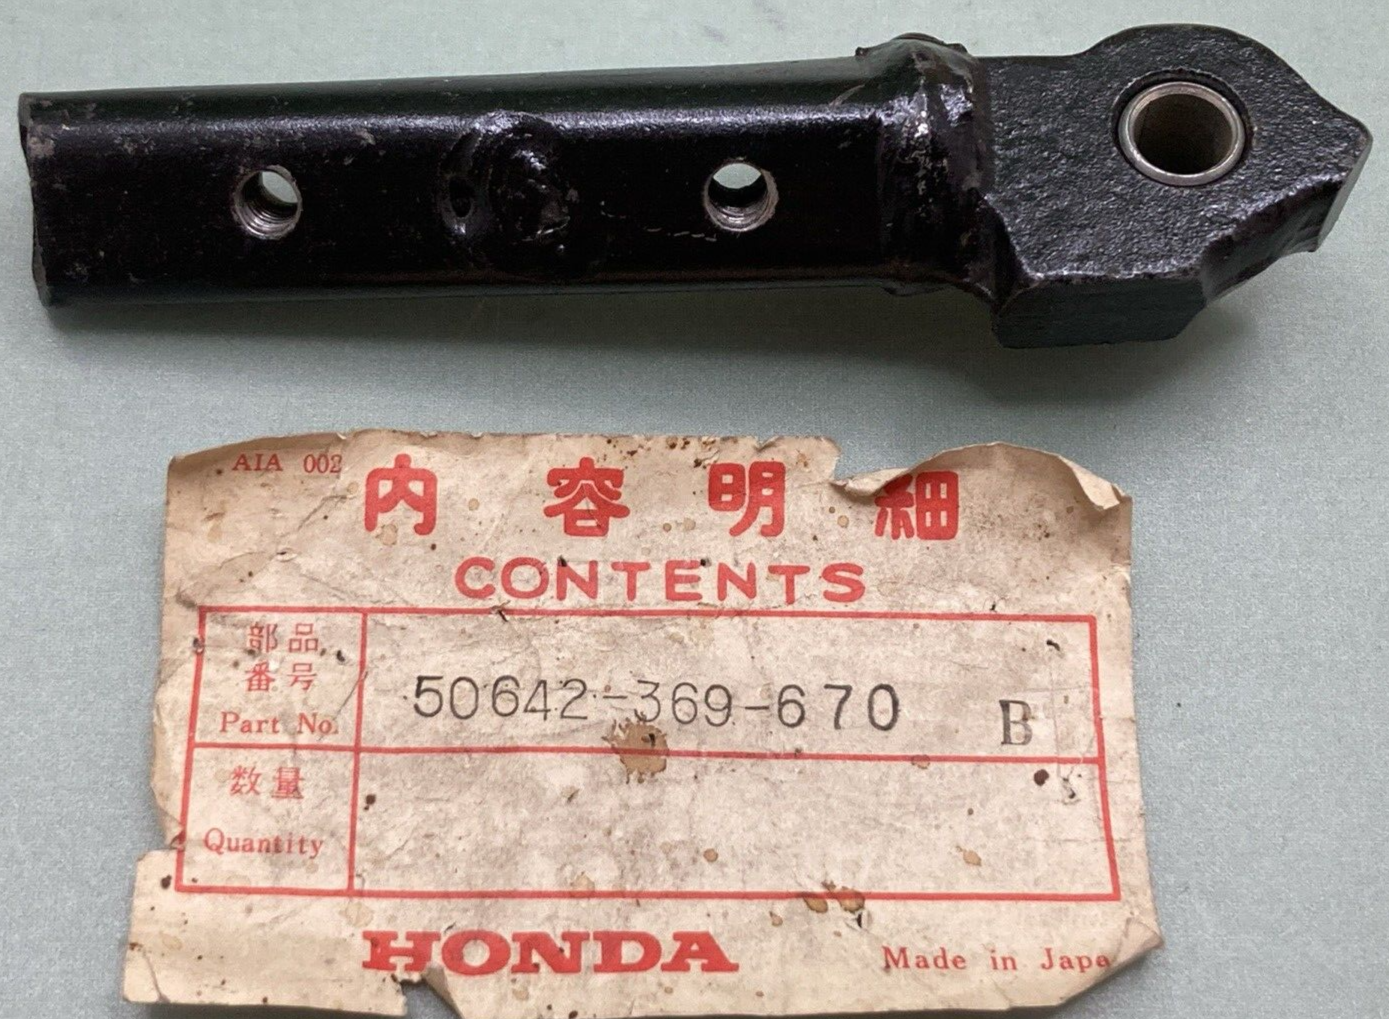 AIA 002
内容明細
CONTENTS
部品
番号
Part No.
50642-369-670 B
数量
Quantity
HONDA
Made in Japa